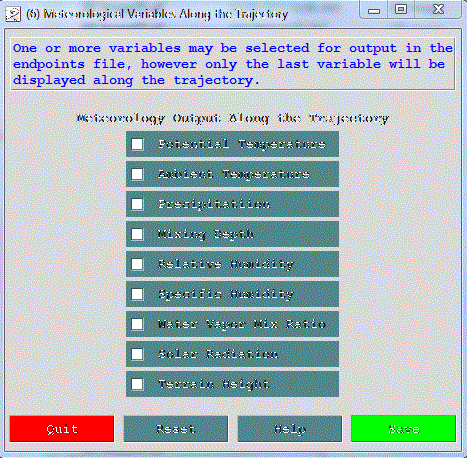 (6) Meteorological Variables Along the Trajectory
One or more variables may be selected for output in the
endpoints file, however only the last variable will be
displayed along the trajectory.
Meteorology Output Along the Trajectory
Potential Temperature
Ambient Temperature
Precipitatiion
Mixing Depth
Relative Humidity
Specific Humidity
Water Vapor Mix Ratio
Solar Radiation
Terrain Height
Quit Reset Help Save